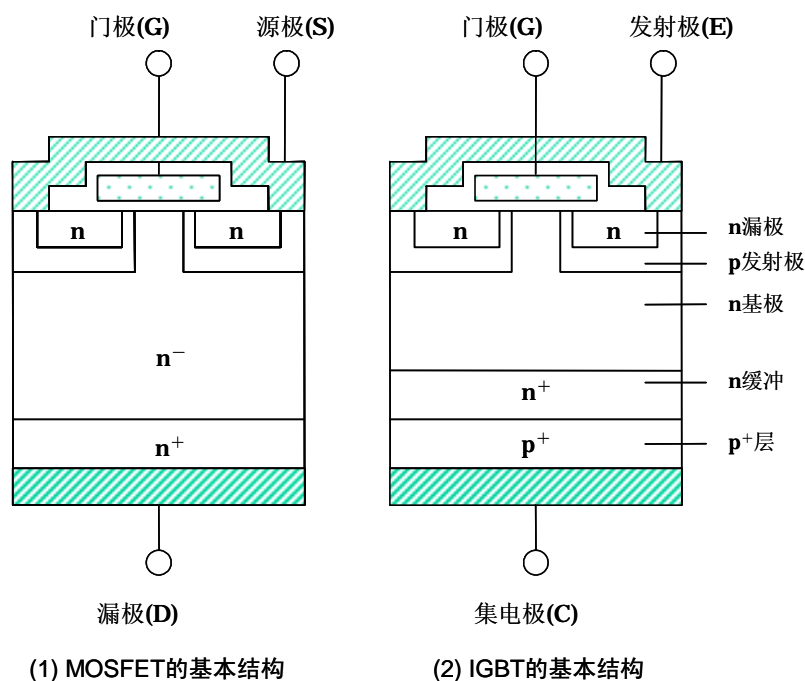 门极(G)
源极(S)
门极(G)
发射极(E)
n
n
n
n
n漏极
p发射极
n基极
n⁻
n⁺
n缓冲
n⁺
p⁺
p⁺层
漏极(D)
集电极(C)
(1) MOSFET的基本结构
(2) IGBT的基本结构